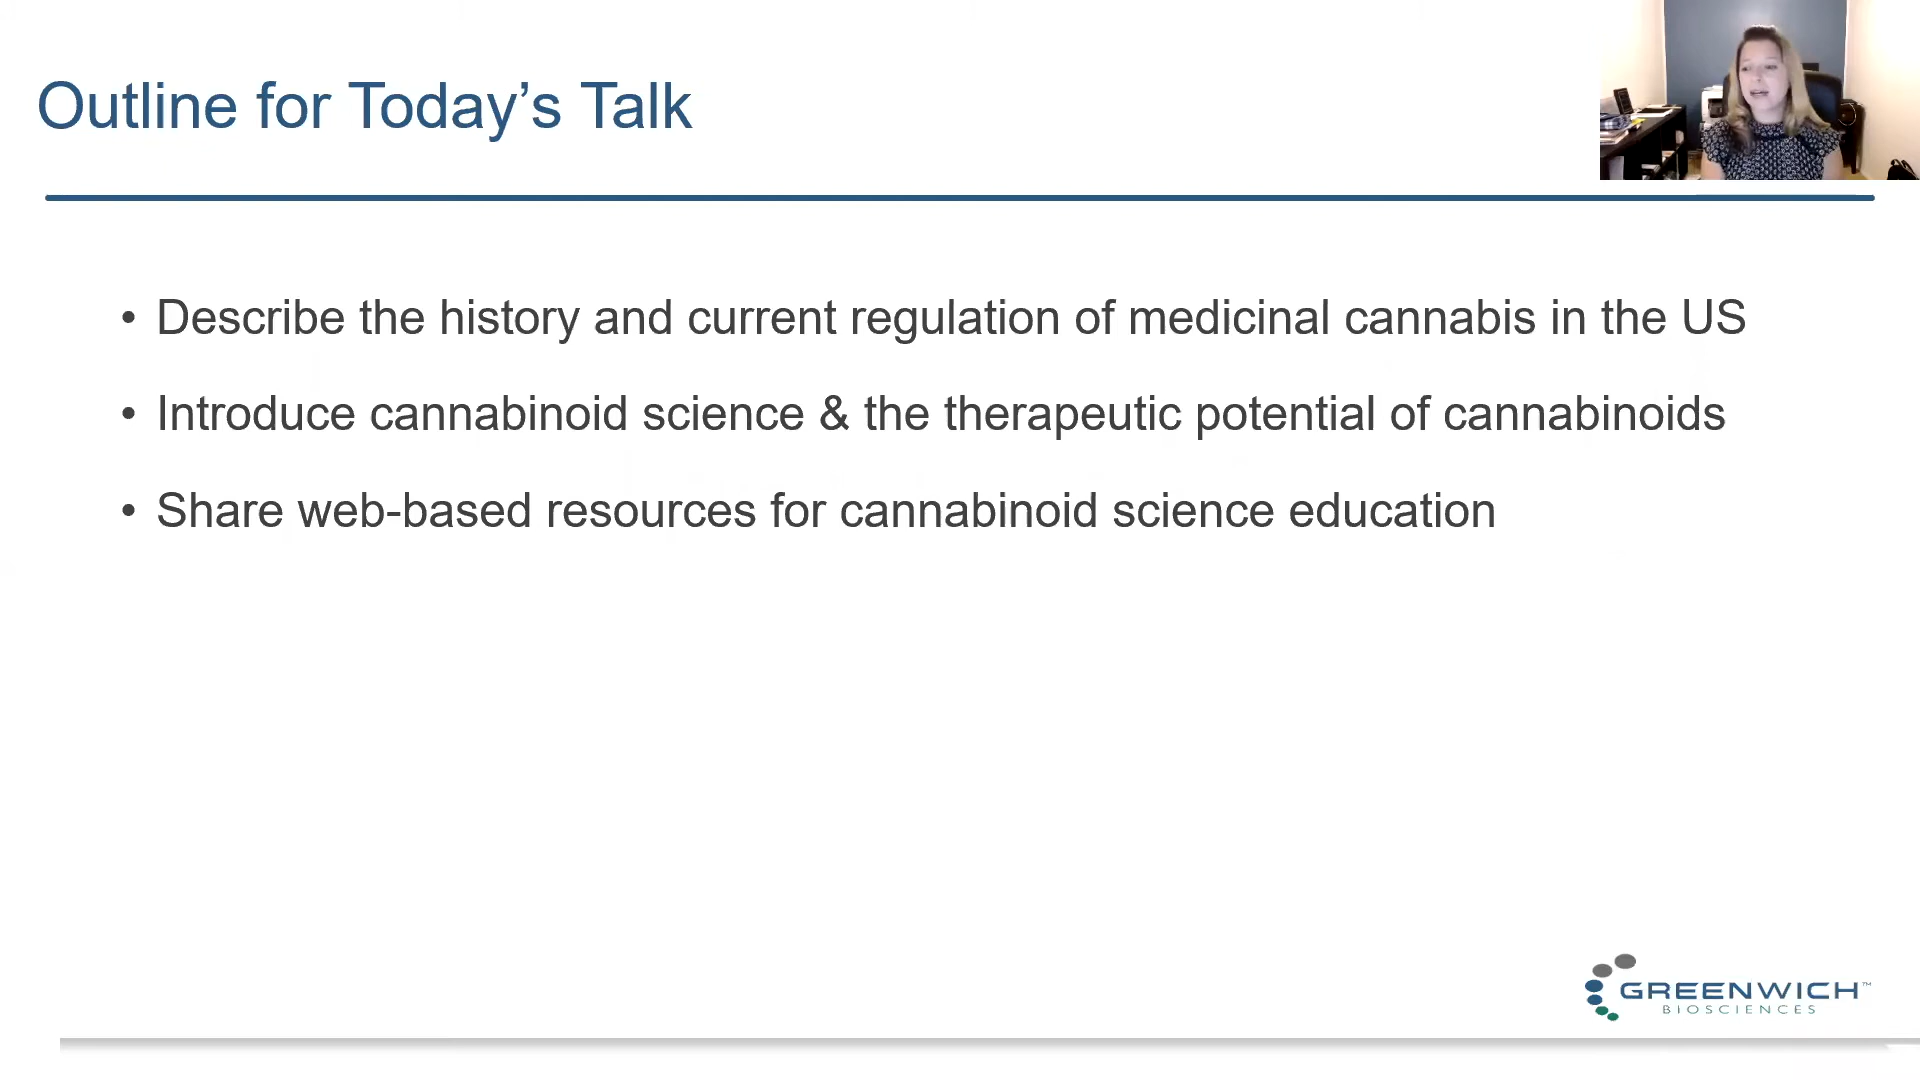 Outline for Today’s Talk
• Describe the history and current regulation of medicinal cannabis in the US
• Introduce cannabinoid science & the therapeutic potential of cannabinoids
• Share web-based resources for cannabinoid science education
GREENWICH™
BIOSCIENCES